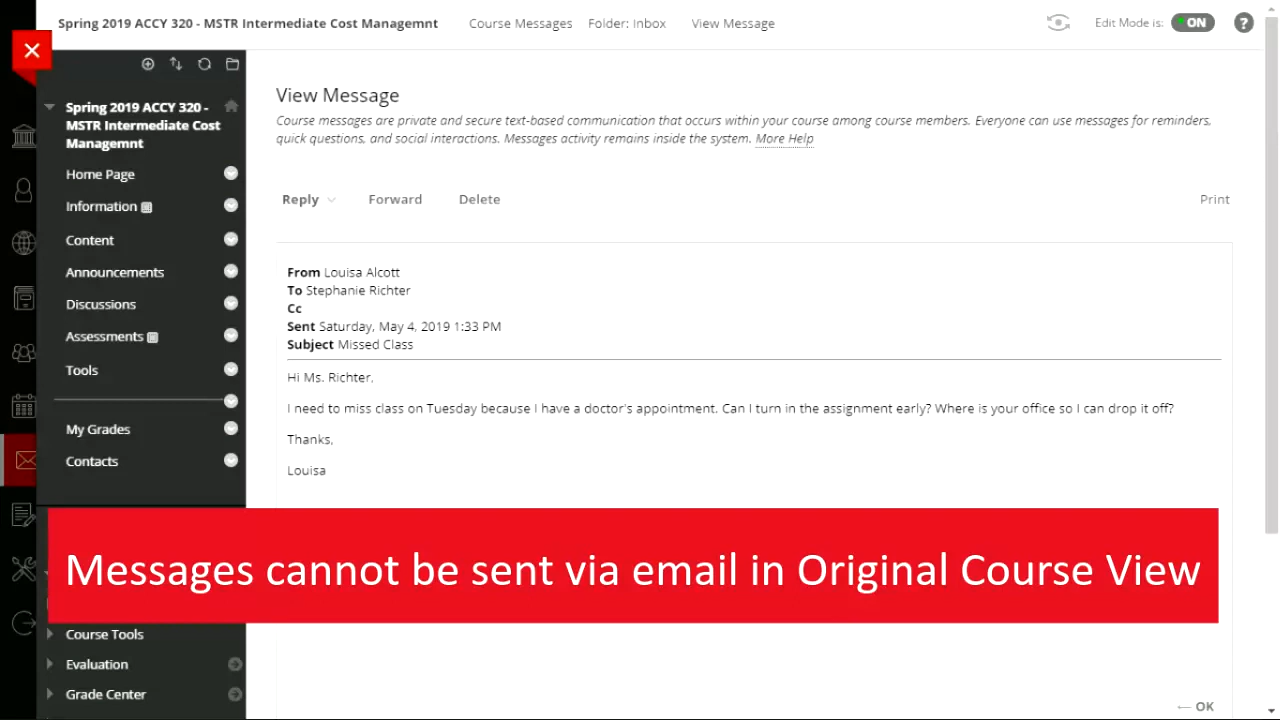 Spring 2019 ACCY 320 - MSTR Intermediate Cost Managemnt Course Messages Folder: Inbox View Message
Edit Mode is: ON ?
Spring 2019 ACCY 320 -
MSTR Intermediate Cost
Managemnt
Home Page
Information
Content
Announcements
Discussions
Assessments
Tools
My Grades
Contacts
Course Tools
Evaluation
Grade Center
View Message
Course messages are private and secure text-based communication that occurs within your course among course members. Everyone can use messages for reminders,
quick questions, and social interactions. Messages activity remains inside the system. More Help
Reply Forward Delete Print
From Louisa Alcott
To Stephanie Richter
Cc
Sent Saturday, May 4, 2019 1:33 PM
Subject Missed Class
Hi Ms. Richter,
I need to miss class on Tuesday because I have a doctor's appointment. Can I turn in the assignment early? Where is your office so I can drop it off?
Thanks,
Louisa
Messages cannot be sent via email in Original Course View
← OK